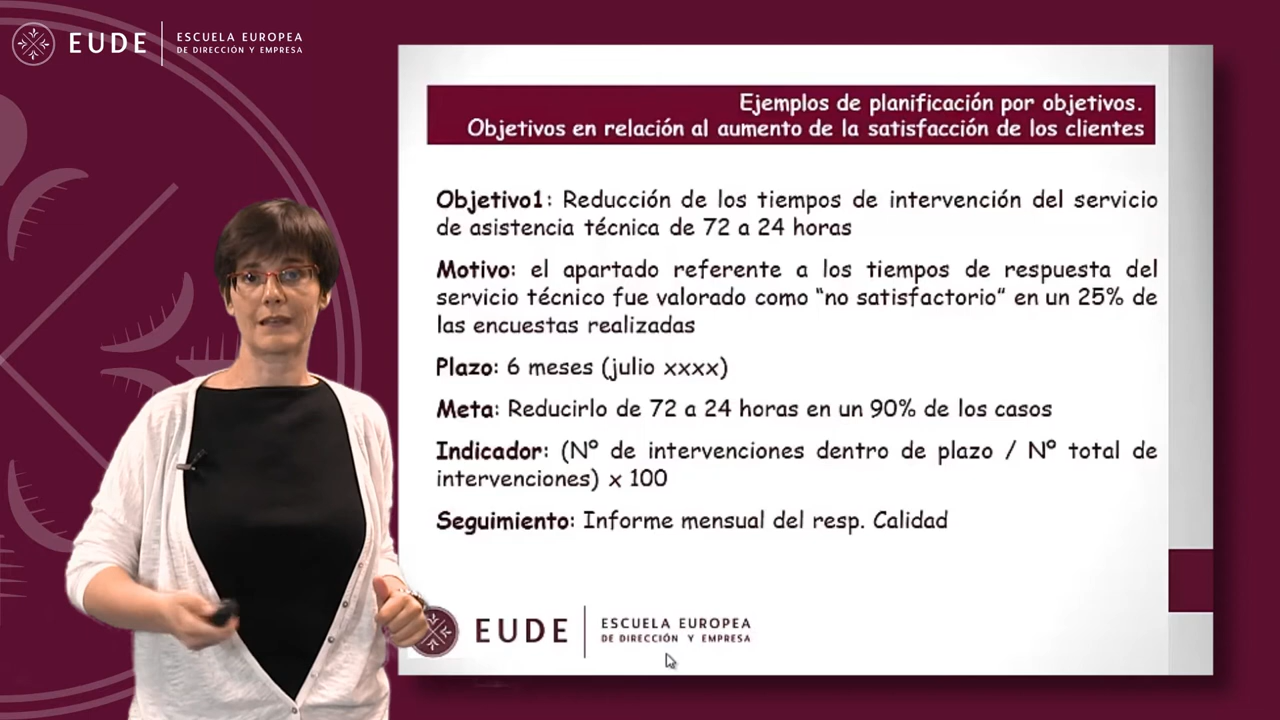 EUDE
ESCUELA EUROPEA
DE DIRECCIÓN Y EMPRESA
Ejemplos de planificación por objetivos.
Objetivos en relación al aumento de la satisfacción de los clientes
Objetivo1: Reducción de los tiempos de intervención del servicio
de asistencia técnica de 72 a 24 horas
Motivo: el apartado referente a los tiempos de respuesta del
servicio técnico fue valorado como “no satisfactorio” en un 25% de
las encuestas realizadas
Plazo: 6 meses (julio xxxx)
Meta: Reducirlo de 72 a 24 horas en un 90% de los casos
Indicador: (Nº de intervenciones dentro de plazo / Nº total de
intervenciones) x 100
Seguimiento: Informe mensual del resp. Calidad
EUDE
ESCUELA EUROPEA
DE DIRECCIÓN Y EMPRESA